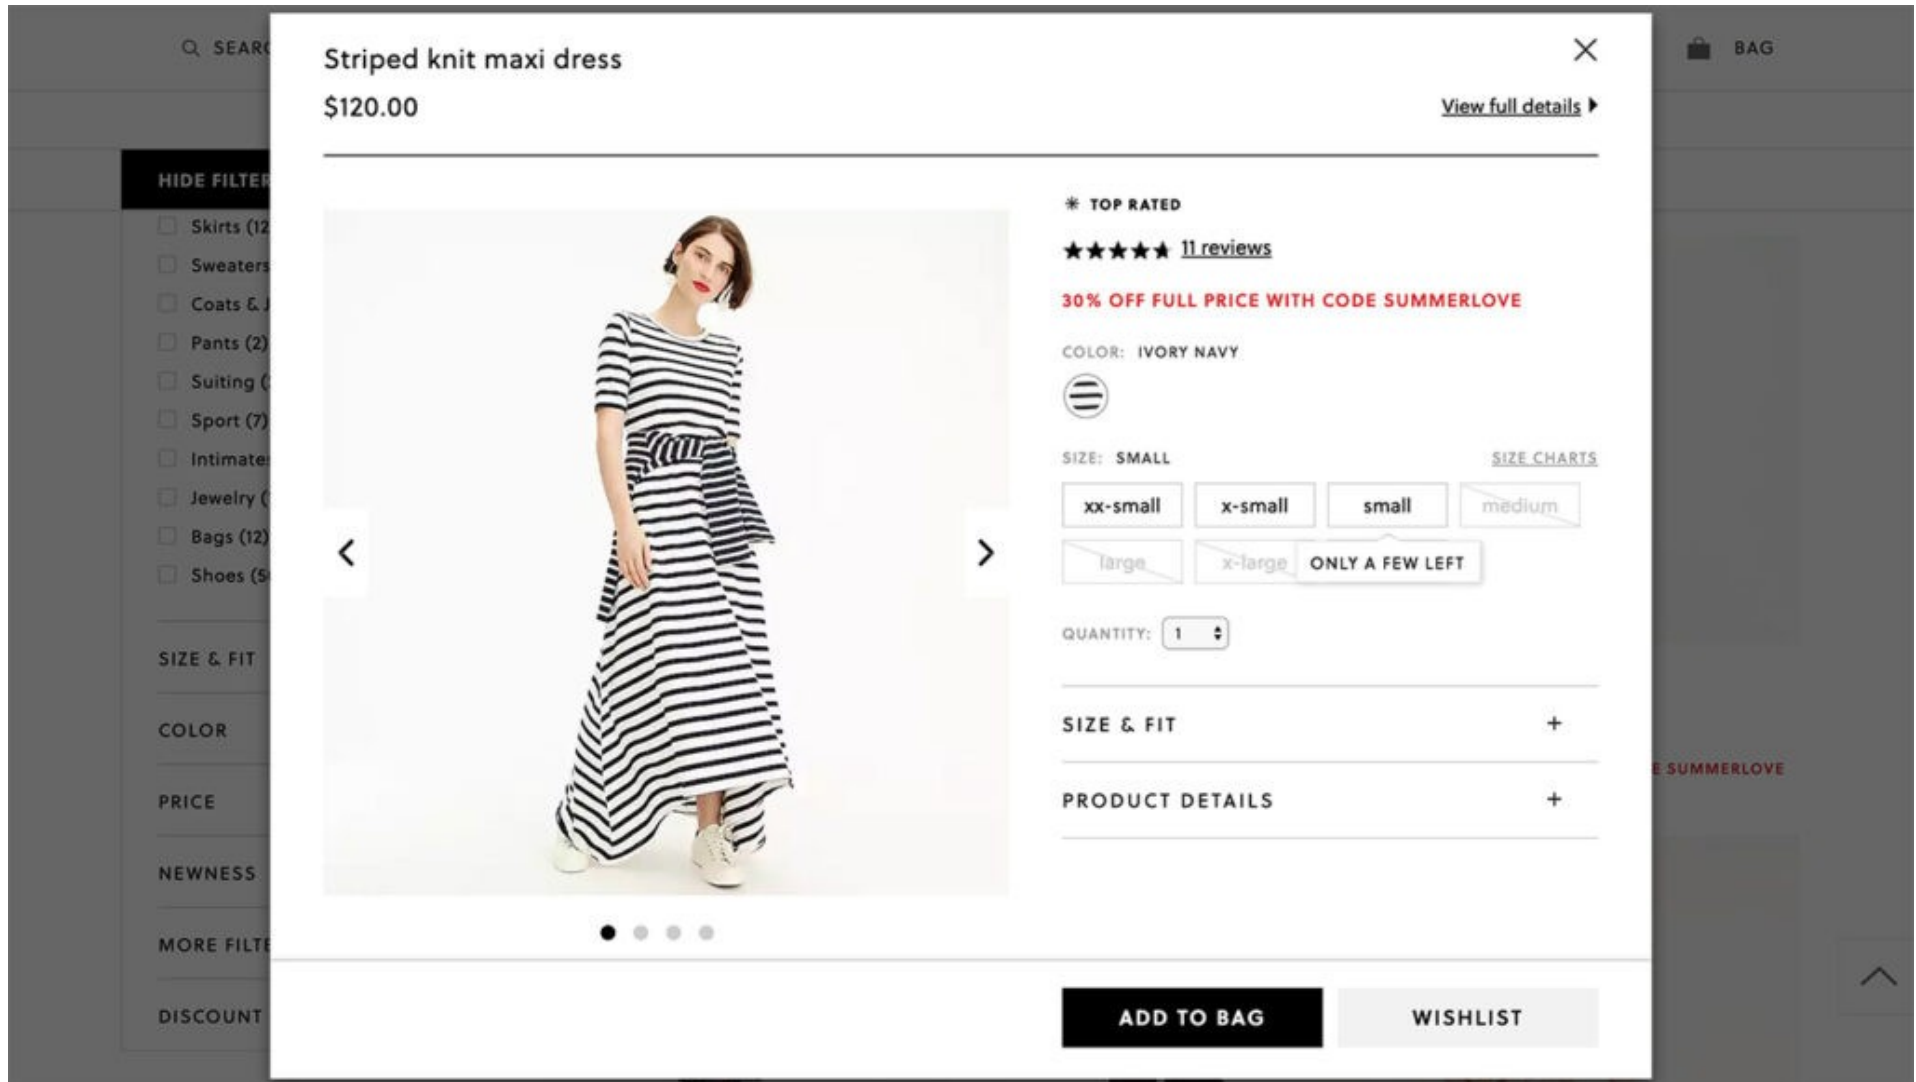 SEARC
BAG
Striped knit maxi dress
$120.00
View full details
HIDE FILTER
Skirts (12
Sweaters
Coats & J
Pants (2)
Suiting (
Sport (7)
Intimate
Jewelry (
Bags (12)
Shoes (5
SIZE & FIT
COLOR
PRICE
NEWNESS
MORE FILTE
DISCOUNT
TOP RATED
11 reviews
30% OFF FULL PRICE WITH CODE SUMMERLOVE
COLOR: IVORY NAVY
SIZE: SMALL
SIZE CHARTS
xx-small
x-small
small
medium
large
x-large
ONLY A FEW LEFT
QUANTITY: 1
SIZE & FIT +
PRODUCT DETAILS +
E SUMMERLOVE
ADD TO BAG
WISHLIST